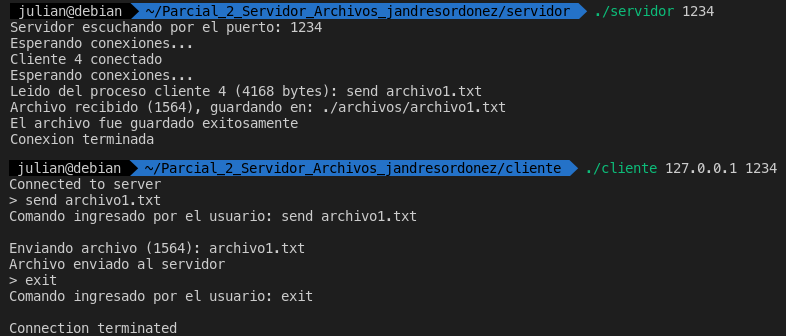 julian@debian ~/Parcial_2_Servidor_Archivos_jandresordonez/servidor ./servidor 1234
Servidor escuchando por el puerto: 1234
Esperando conexiones...
Cliente 4 conectado
Esperando conexiones...
Leido del proceso cliente 4 (4168 bytes): send archivo1.txt
Archivo recibido (1564), guardando en: ./archivos/archivo1.txt
El archivo fue guardado exitosamente
Conexion terminada
julian@debian ~/Parcial_2_Servidor_Archivos_jandresordonez/cliente ./cliente 127.0.0.1 1234
Connected to server
> send archivo1.txt
Comando ingresado por el usuario: send archivo1.txt
Enviando archivo (1564): archivo1.txt
Archivo enviado al servidor
> exit
Comando ingresado por el usuario: exit
Connection terminated